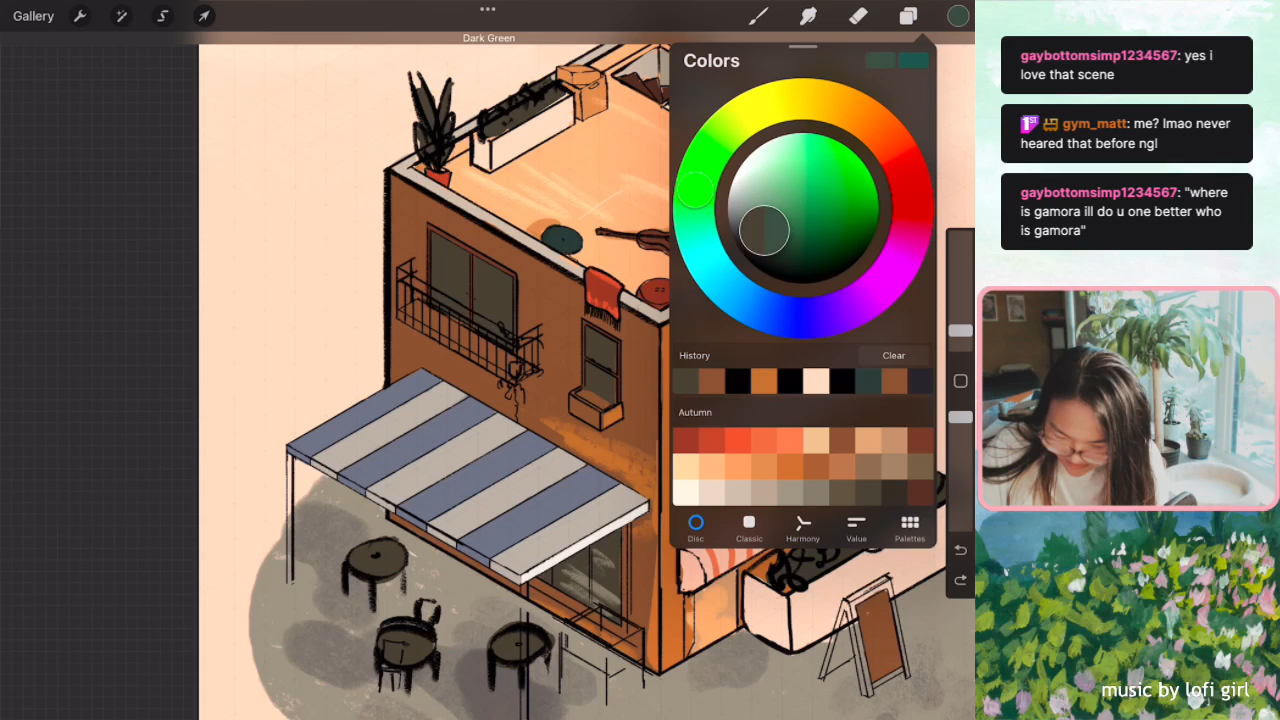 Gallery
Dark Green
Colors
History
Clear
Autumn
Disc
Classic
Harmony
Value
Palettes
gaybottomsimp1234567: yes i
love that scene
1ST gym_matt: me? lmao never
heared that before ngl
gaybottomsimp1234567: "where
is gamora ill do u one better who
is gamora"
music by lofi girl